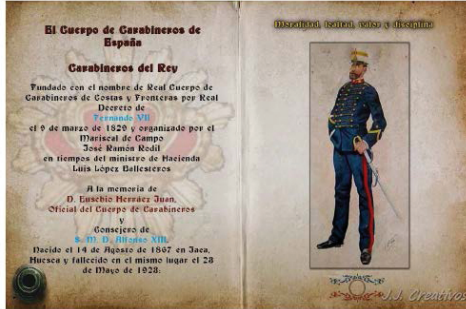 El Cuerpo de Carabineros de
España
Carabineros del Rey
Fundado con el nombre de Real Cuerpo de
Carabineros de Costas y Fronteras por Real
Decreto de
Fernando VII
el 9 de marzo de 1829 y organizado por el
Mariscal de Campo
José Ramón Rodil
en tiempos del ministro de Hacienda
Luis López Ballesteros
A la memoria de
D. Eusebio Herráez Juan,
Oficial del Cuerpo de Carabineros
y
Consejero de
S. M. D. Alfonso XIII,
Nacido el 14 de Agosto de 1867 en Jaca,
Huesca y fallecido en el mismo lugar el 28
de Mayo de 1928.
Moralidad, lealtad, valor y disciplina
J.J. Creativos